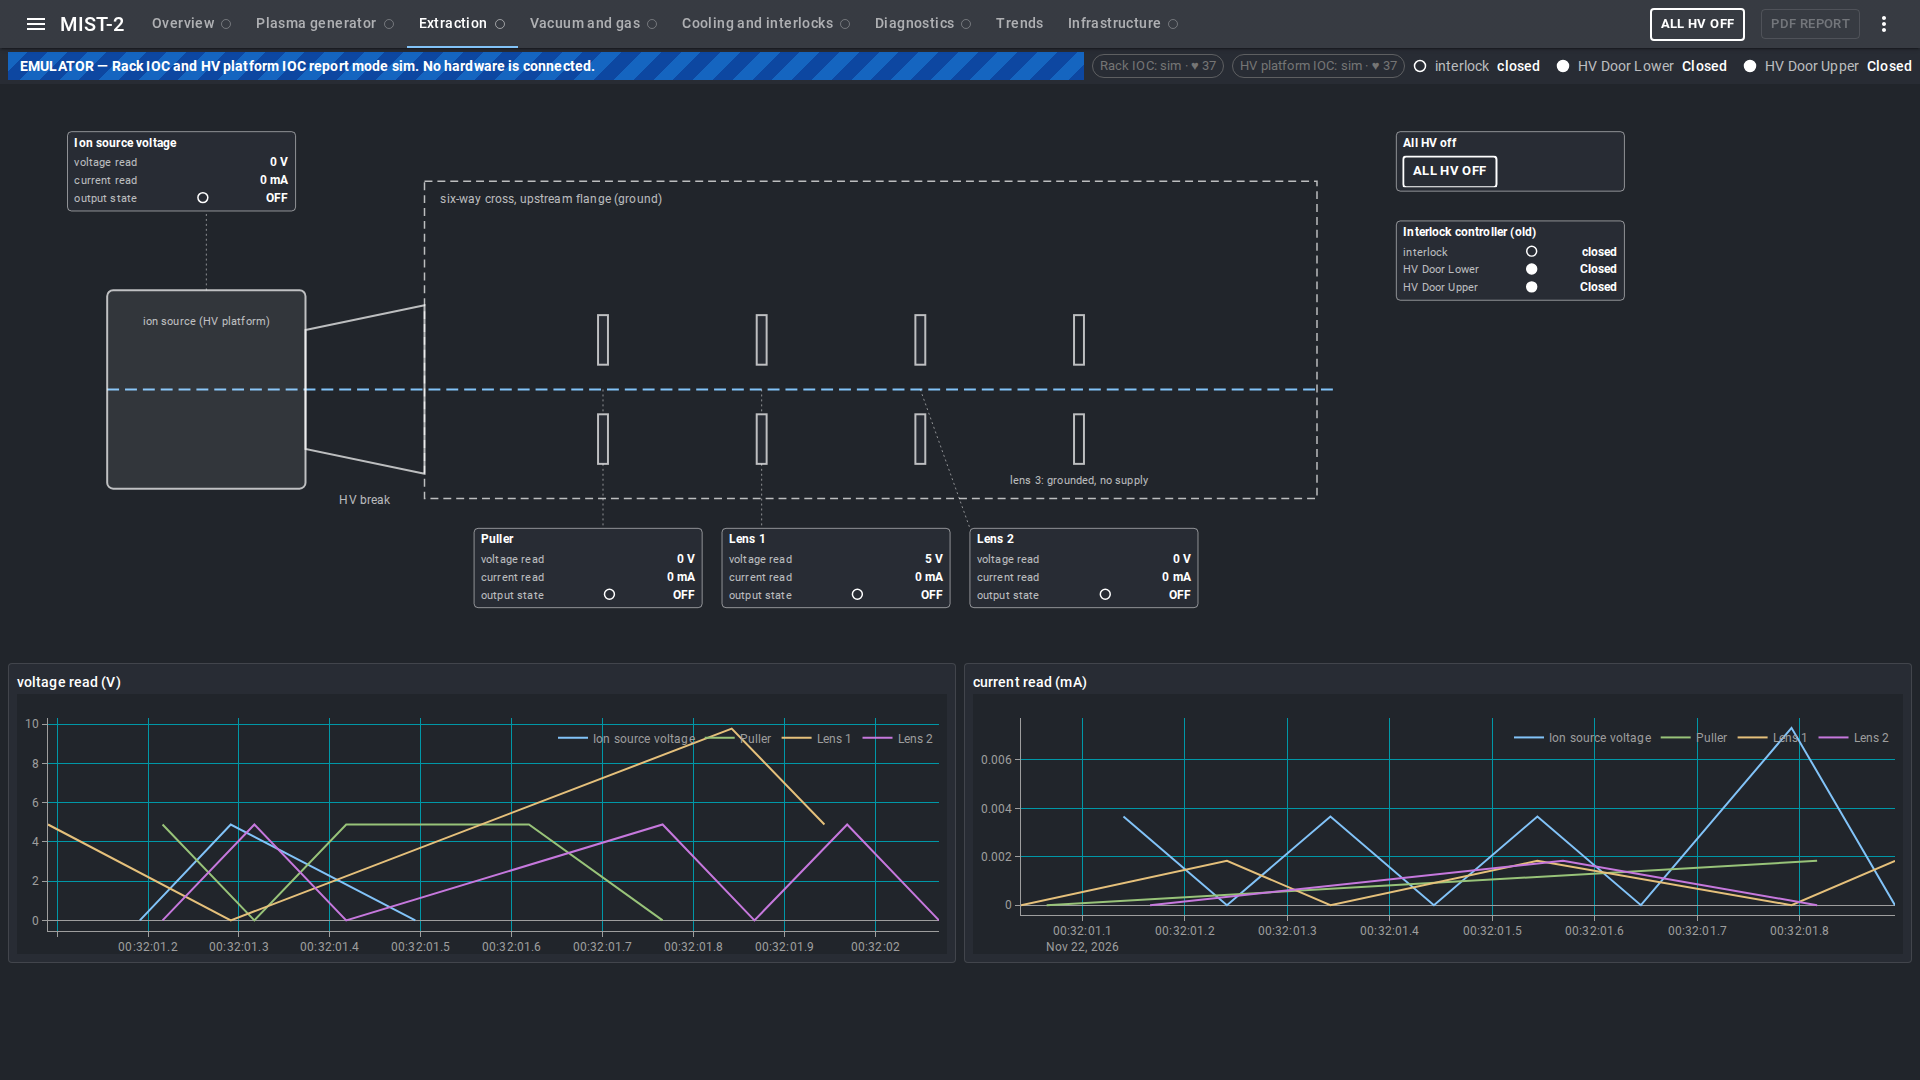 MIST-2 Overview Plasma generator Extraction Vacuum and gas Cooling and interlocks Diagnostics Trends Infrastructure ALL HV OFF PDF REPORT
EMULATOR — Rack IOC and HV platform IOC report mode sim. No hardware is connected. Rack IOC: sim · ♥ 37 HV platform IOC: sim · ♥ 37 interlock closed HV Door Lower Closed HV Door Upper Closed
Ion source voltage
voltage read 0 V
current read 0 mA
output state OFF
All HV off
ALL HV OFF
six-way cross, upstream flange (ground)
Interlock controller (old)
interlock closed
HV Door Lower Closed
HV Door Upper Closed
ion source (HV platform)
lens 3: grounded, no supply
HV break
Puller
voltage read 0 V
current read 0 mA
output state OFF
Lens 1
voltage read 5 V
current read 0 mA
output state OFF
Lens 2
voltage read 0 V
current read 0 mA
output state OFF
voltage read (V)
Ion source voltage Puller Lens 1 Lens 2
10
8
6
4
2
0
00:32:01.2 00:32:01.3 00:32:01.4 00:32:01.5 00:32:01.6 00:32:01.7 00:32:01.8 00:32:01.9 00:32:02
current read (mA)
Ion source voltage Puller Lens 1 Lens 2
0.006
0.004
0.002
0
00:32:01.1 00:32:01.2 00:32:01.3 00:32:01.4 00:32:01.5 00:32:01.6 00:32:01.7 00:32:01.8
Nov 22, 2026